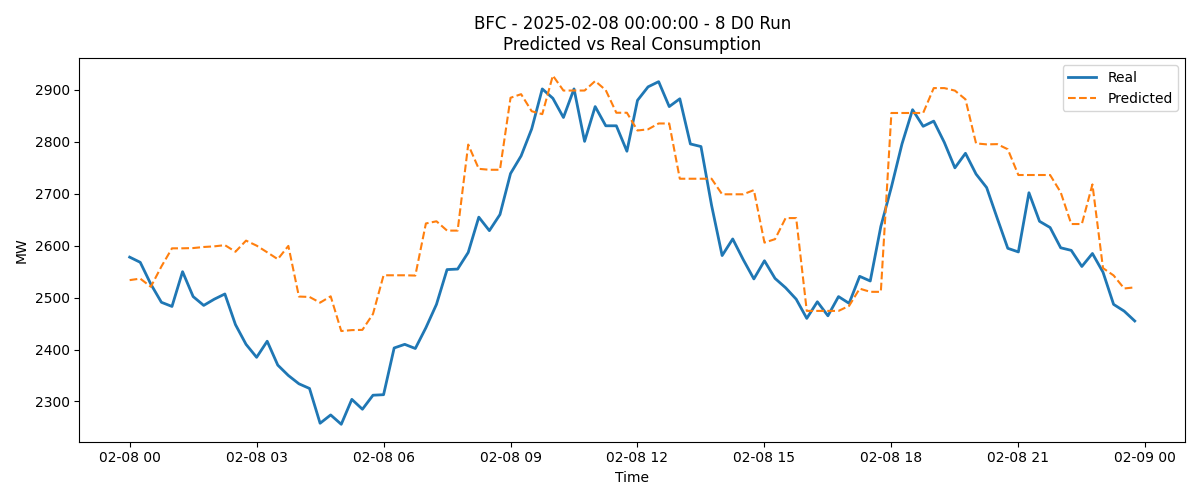 BFC - 2025-02-08 00:00:00 - 8 D0 Run
Predicted vs Real Consumption
Real
Predicted
MW
2900
2800
2700
2600
2500
2400
2300
02-08 00
02-08 03
02-08 06
02-08 09
02-08 12
02-08 15
02-08 18
02-08 21
02-09 00
Time